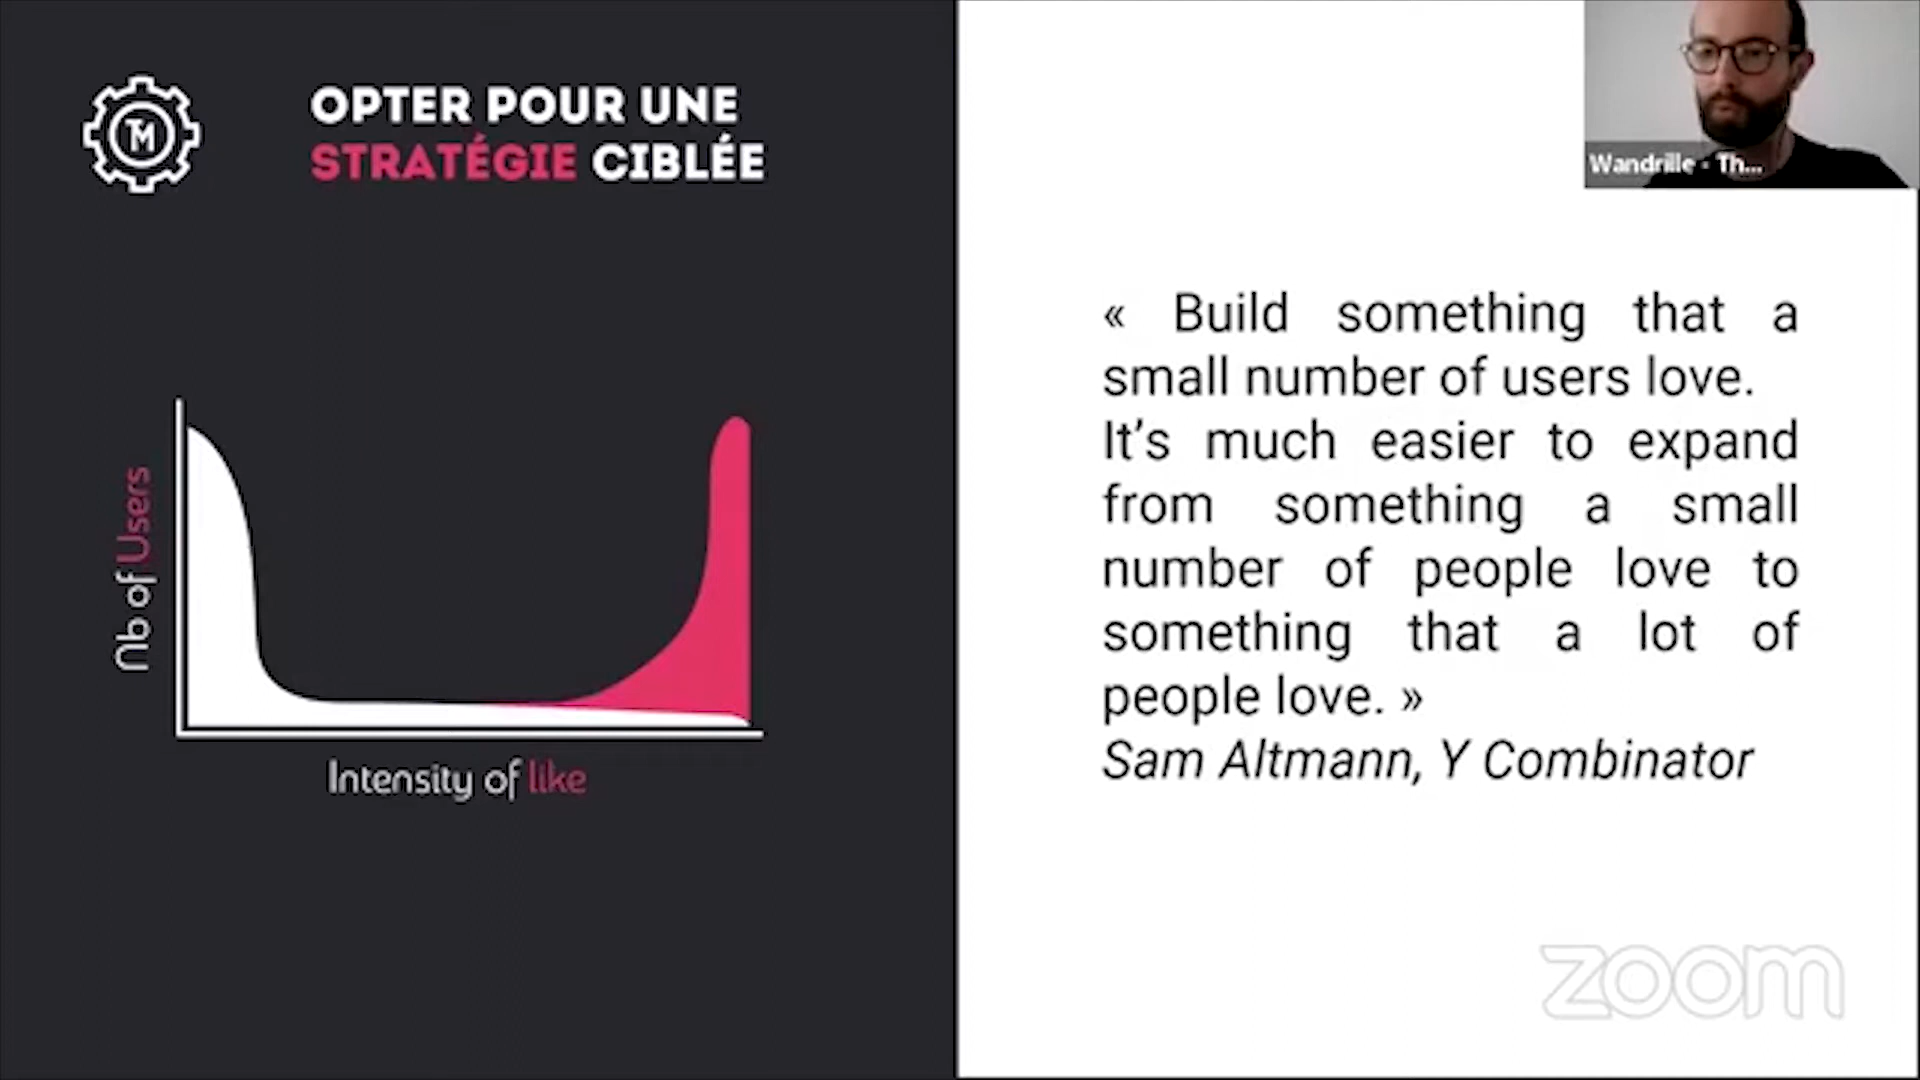 TM
OPTER POUR UNE
STRATÉGIE CIBLÉE
Nb of Users
Intensity of like
Wandrille - Th...
« Build something that a
small number of users love.
It’s much easier to expand
from something a small
number of people love to
something that a lot of
people love. »
Sam Altmann, Y Combinator
zoom